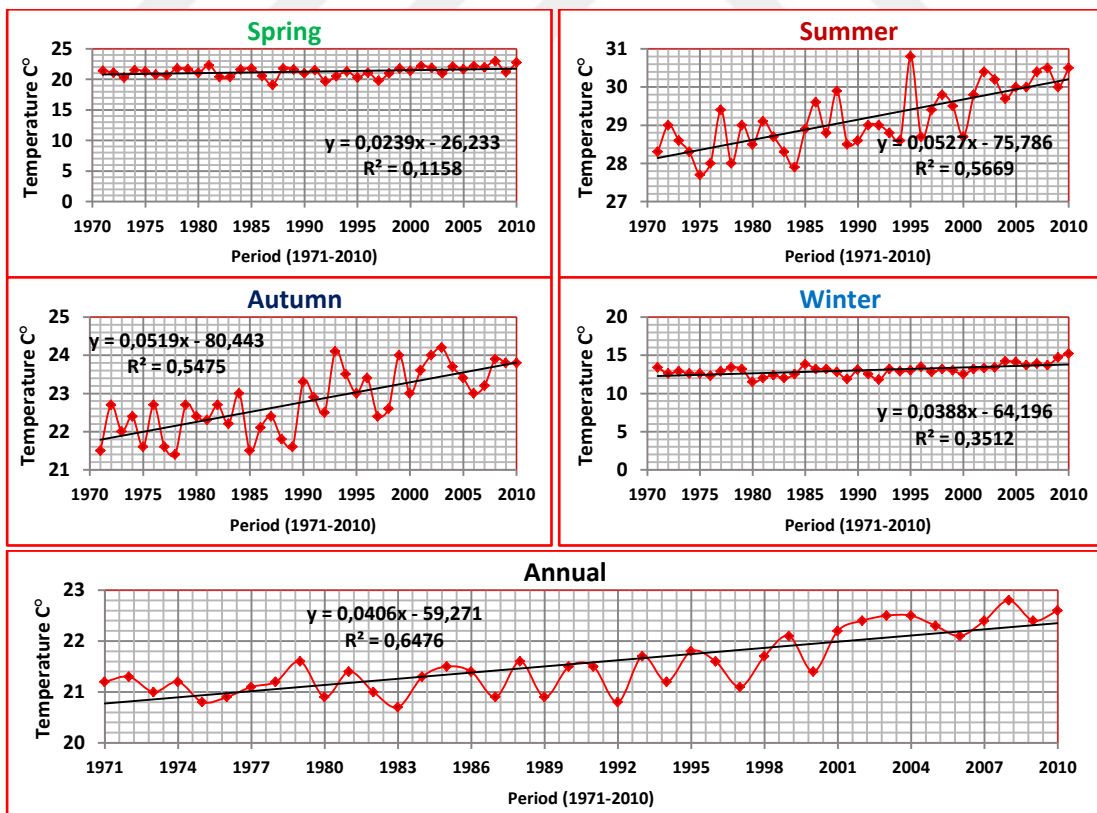 Spring
Temperature C°
25
20
15
10
5
0
y = 0,0239x - 26,233
R² = 0,1158
1970 1975 1980 1985 1990 1995 2000 2005 2010
Period (1971-2010)
Summer
Temperature C°
31
30
29
28
27
y = 0,0527x - 75,786
R² = 0,5669
1970 1975 1980 1985 1990 1995 2000 2005 2010
Period (1971-2010)
Autumn
Temperature C°
25
24
23
22
21
y = 0,0519x - 80,443
R² = 0,5475
1970 1975 1980 1985 1990 1995 2000 2005 2010
Period (1971-2010)
Winter
Temperature C°
20
15
10
5
0
y = 0,0388x - 64,196
R² = 0,3512
1970 1975 1980 1985 1990 1995 2000 2005 2010
Period (1971-2010)
Annual
Temperature C°
23
22
21
20
y = 0,0406x - 59,271
R² = 0,6476
1971 1974 1977 1980 1983 1986 1989 1992 1995 1998 2001 2004 2007 2010
Period (1971-2010)